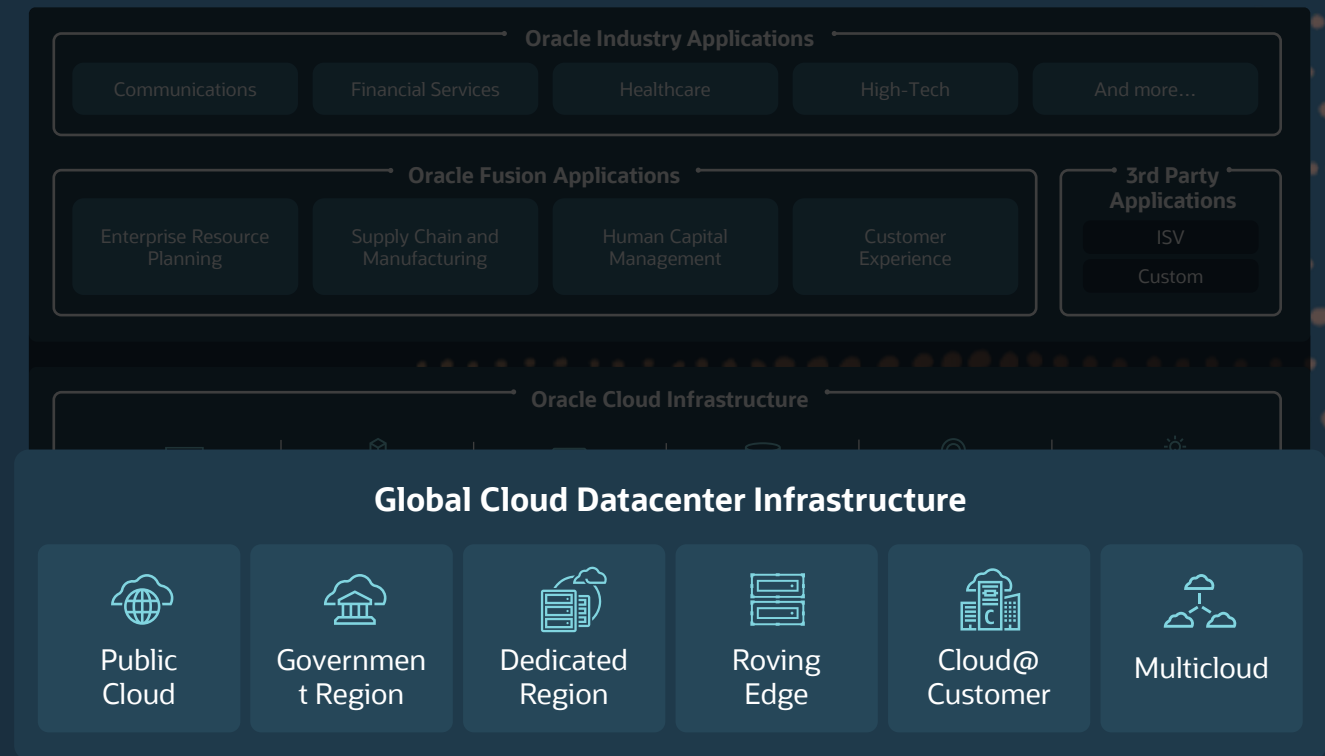 Oracle Industry Applications
Communications
Financial Services
Healthcare
High-Tech
And more...
Oracle Fusion Applications
3rd Party
Applications
Enterprise Resource
Planning
Supply Chain and
Manufacturing
Human Capital
Management
Customer
Experience
ISV
Custom
Oracle Cloud Infrastructure
Global Cloud Datacenter Infrastructure
Public
Cloud
Governmen
t Region
Dedicated
Region
Roving
Edge
C
Cloud@
Customer
Multicloud